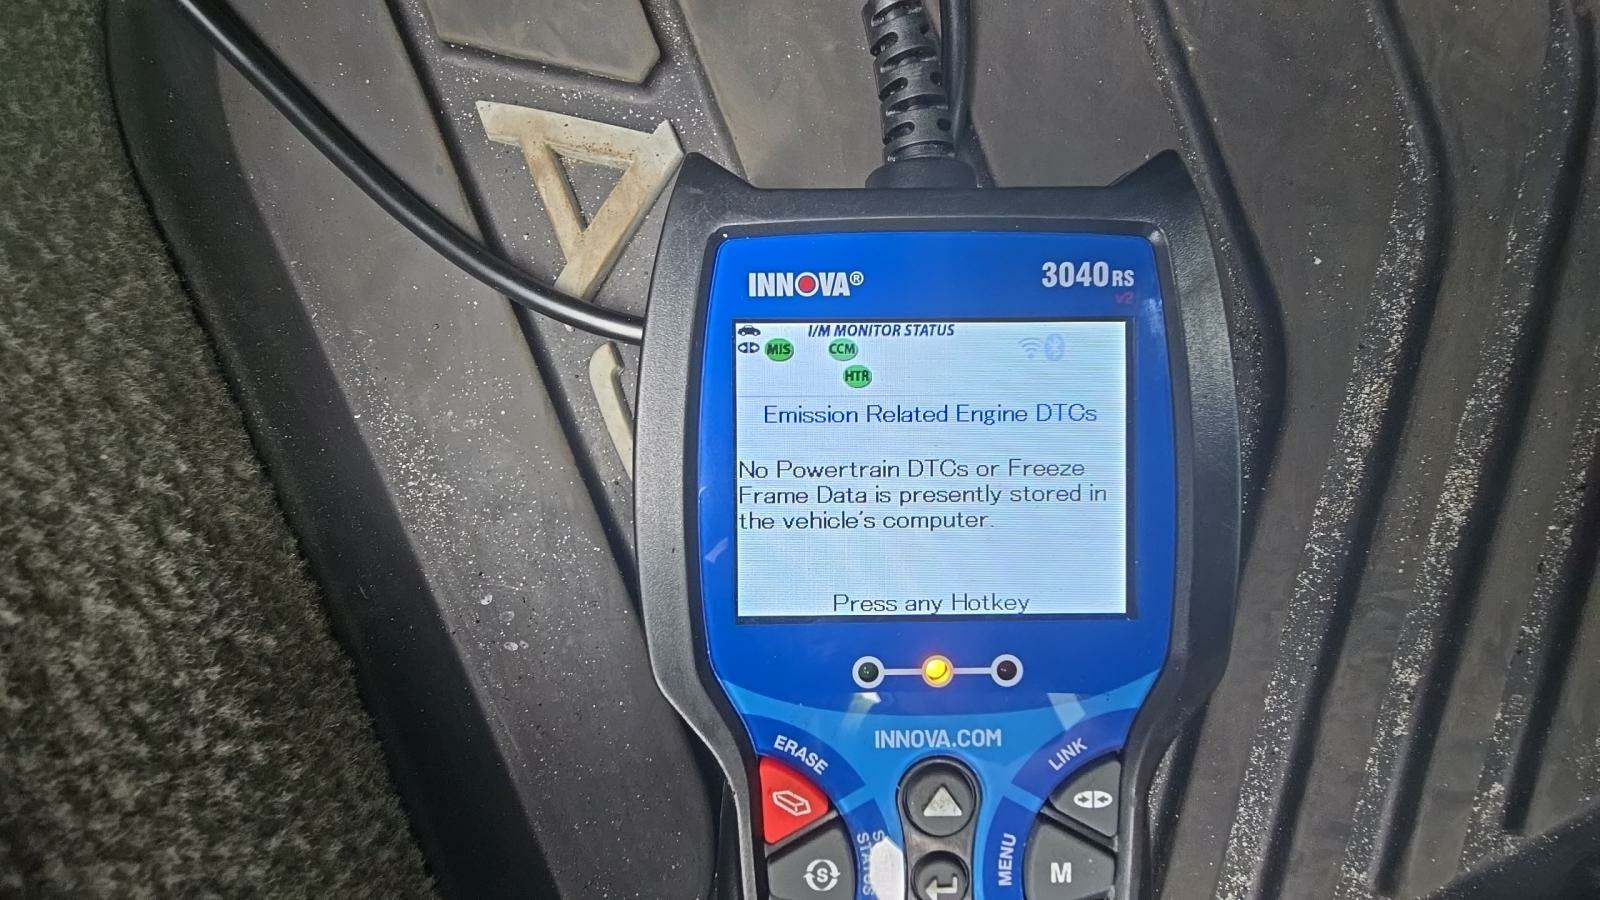 INNOVA®
3040RS
v2
I/M MONITOR STATUS
MIS CCM
HTR
Emission Related Engine DTCs
No Powertrain DTCs or Freeze
Frame Data is presently stored in
the vehicle's computer.
Press any Hotkey
INNOVA.COM
ERASE
LINK
MENU
M
S
STATUS